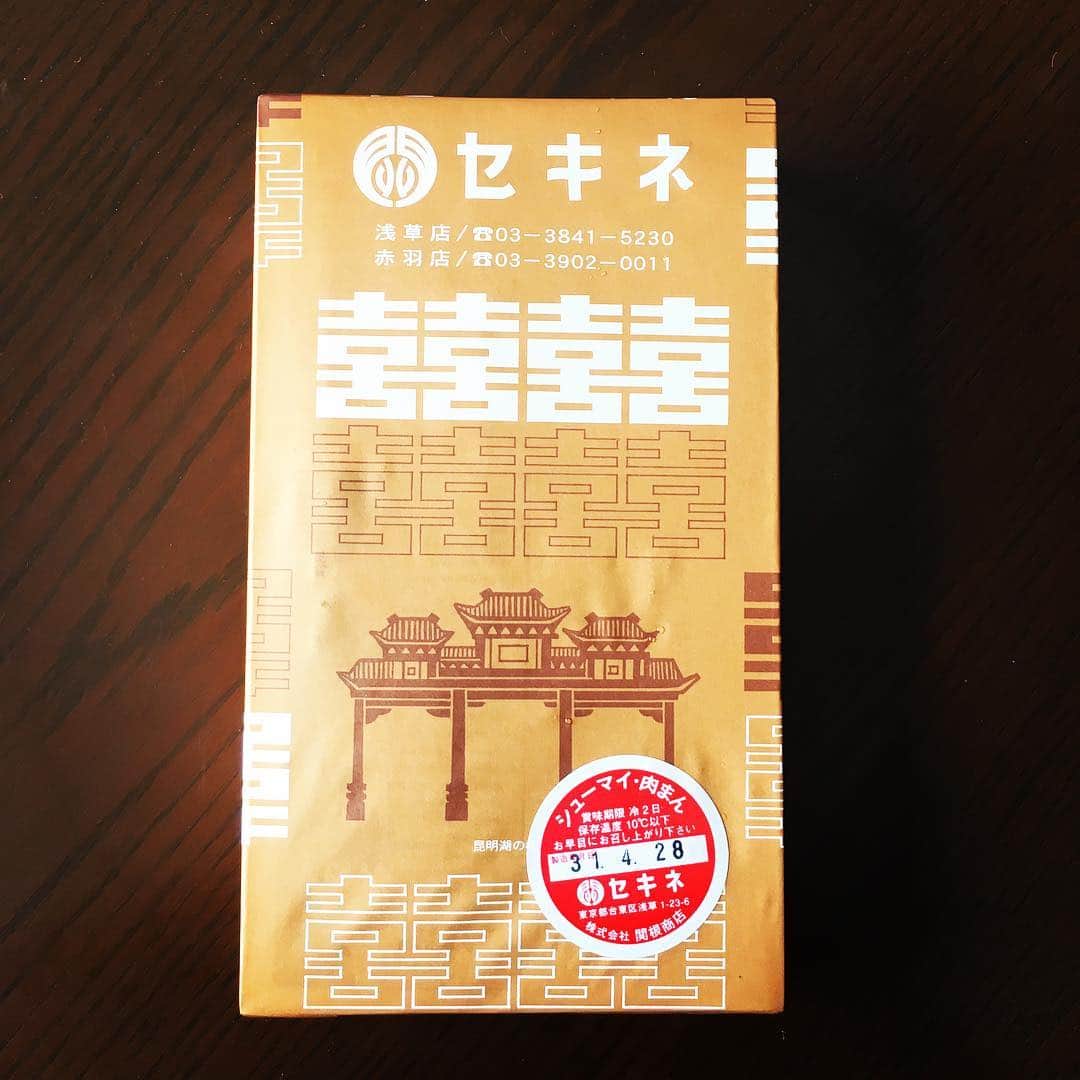 セキネ
浅草店/☎03-3841-5230
赤羽店/☎03-3902-0011
囍囍
囍囍
昆明湖の
シューマイ・肉まん
賞味期限 冷2日
保存温度 10℃以下
お早目にお召し上がり下さい
製造
31. 4. 28
セキネ
東京都台東区浅草 1-23-6
株式会社 関根商店
囍囍